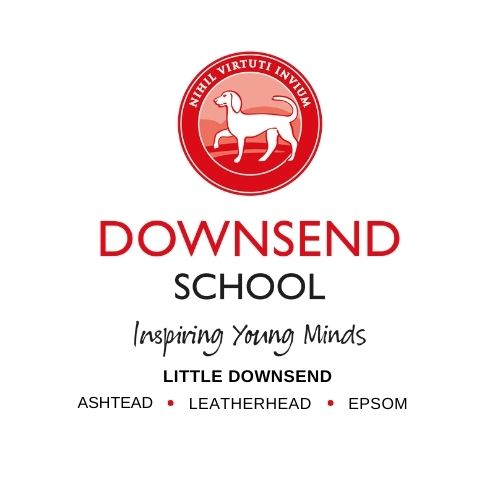 NIHIL VIRTUTI INVIUM
DOWNSEND
SCHOOL
Inspiring Young Minds
LITTLE DOWNSEND
ASHTEAD • LEATHERHEAD • EPSOM